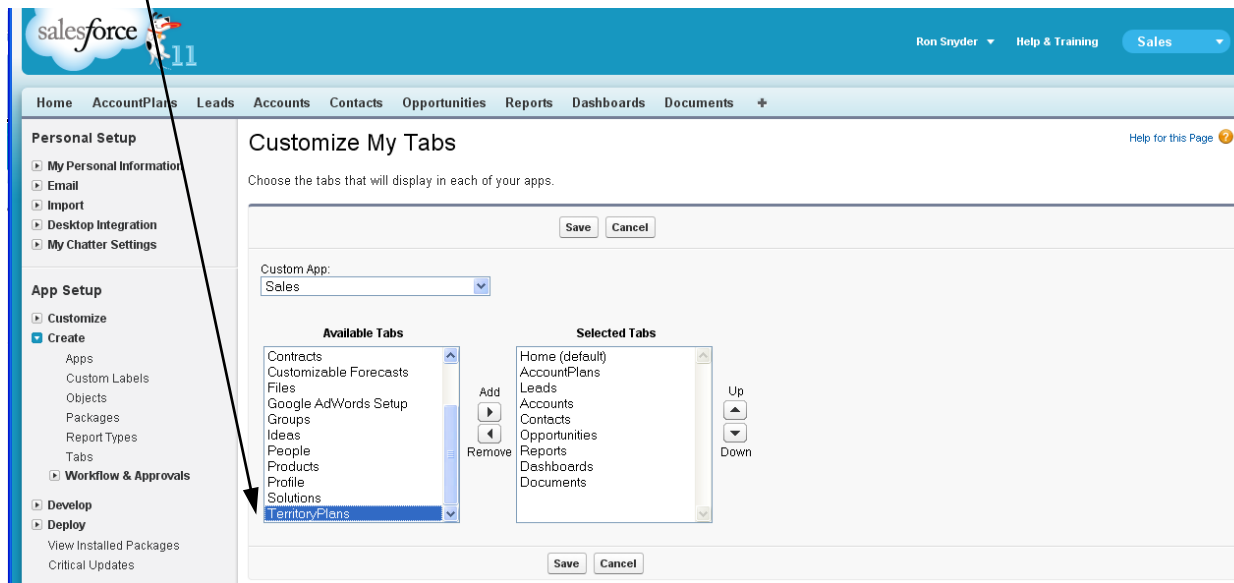 salesforce
11
Ron Snyder Help & Training Sales
Home AccountPlans Leads Accounts Contacts Opportunities Reports Dashboards Documents +
Personal Setup
My Personal Information
Email
Import
Desktop Integration
My Chatter Settings
App Setup
Customize
Create
Apps
Custom Labels
Objects
Packages
Report Types
Tabs
Workflow & Approvals
Develop
Deploy
View Installed Packages
Critical Updates
Customize My Tabs
Help for this Page ?
Choose the tabs that will display in each of your apps.
Save Cancel
Custom App:
Sales
Available Tabs
Contracts
Customizable Forecasts
Files
Google AdWords Setup
Groups
Ideas
People
Products
Profile
Solutions
TerritoryPlans
Add
Remove
Selected Tabs
Home (default)
AccountPlans
Leads
Accounts
Contacts
Opportunities
Reports
Dashboards
Documents
Up
Down
Save Cancel